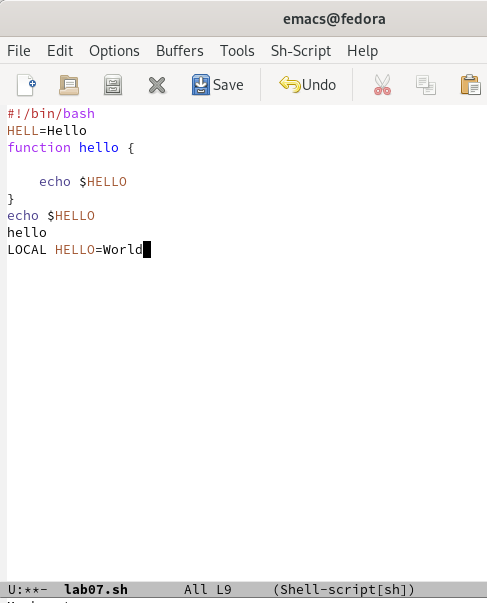 emacs@fedora
File Edit Options Buffers Tools Sh-Script Help
Save Undo
#!/bin/bash
HELL=Hello
function hello {
    echo $HELLO
}
echo $HELLO
hello
LOCAL HELLO=World
U:**-  lab07.sh       All L9     (Shell-script[sh])